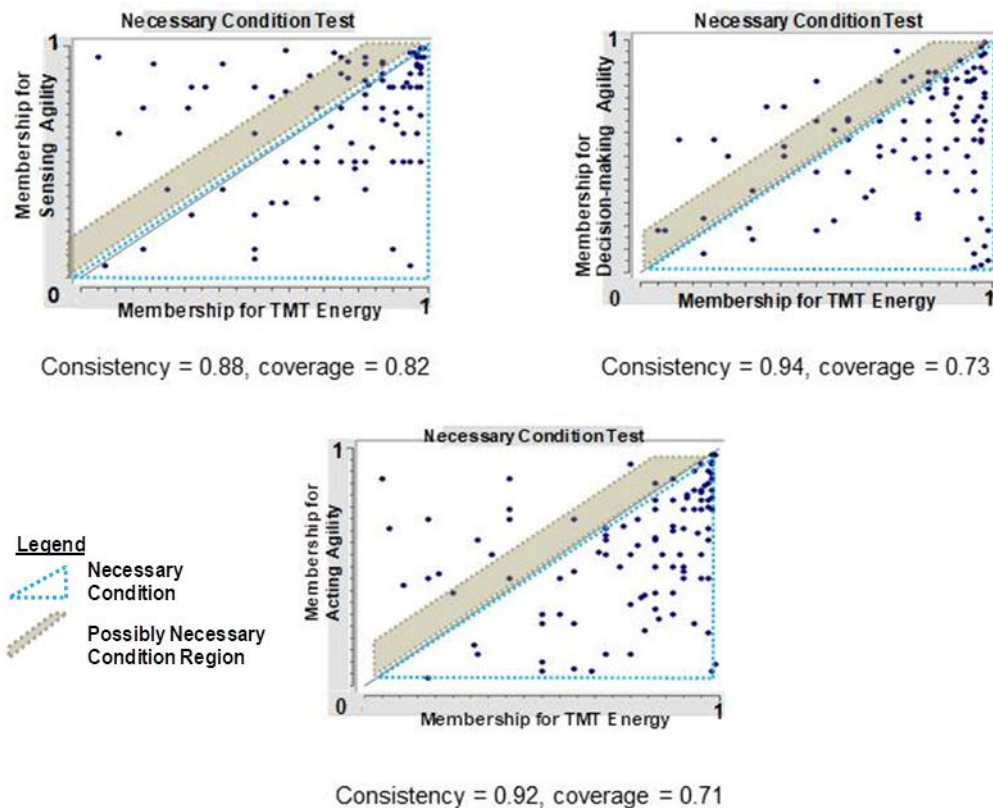 Necessary Condition Test
1
Membership for
Sensing Agility
0
Membership for TMT Energy
1
Consistency = 0.88, coverage = 0.82
Necessary Condition Test
1
Membership for
Decision-making Agility
0
Membership for TMT Energy
1
Consistency = 0.94, coverage = 0.73
Necessary Condition Test
1
Membership for
Acting Agility
0
Membership for TMT Energy
1
Legend
Necessary
Condition
Possibly Necessary
Condition Region
Consistency = 0.92, coverage = 0.71